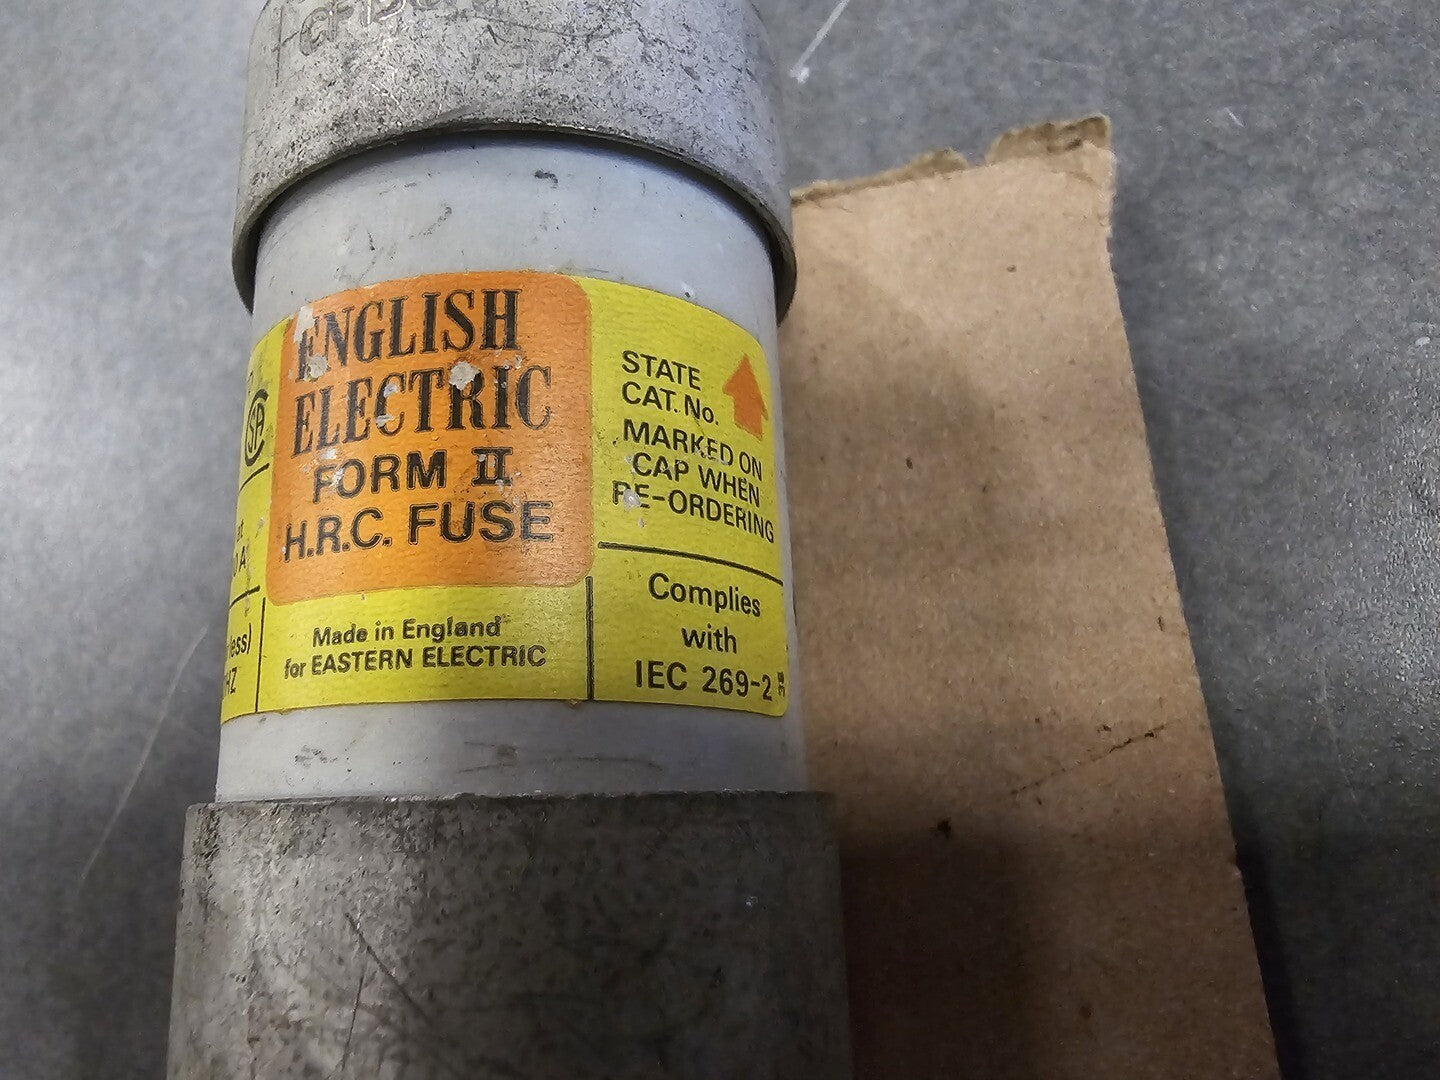 ENGLISH
ELECTRIC
FORM II
H.R.C. FUSE
Made in England
for EASTERN ELECTRIC
STATE
CAT. No.
MARKED ON
CAP WHEN
RE-ORDERING
Complies
with
IEC 269-2